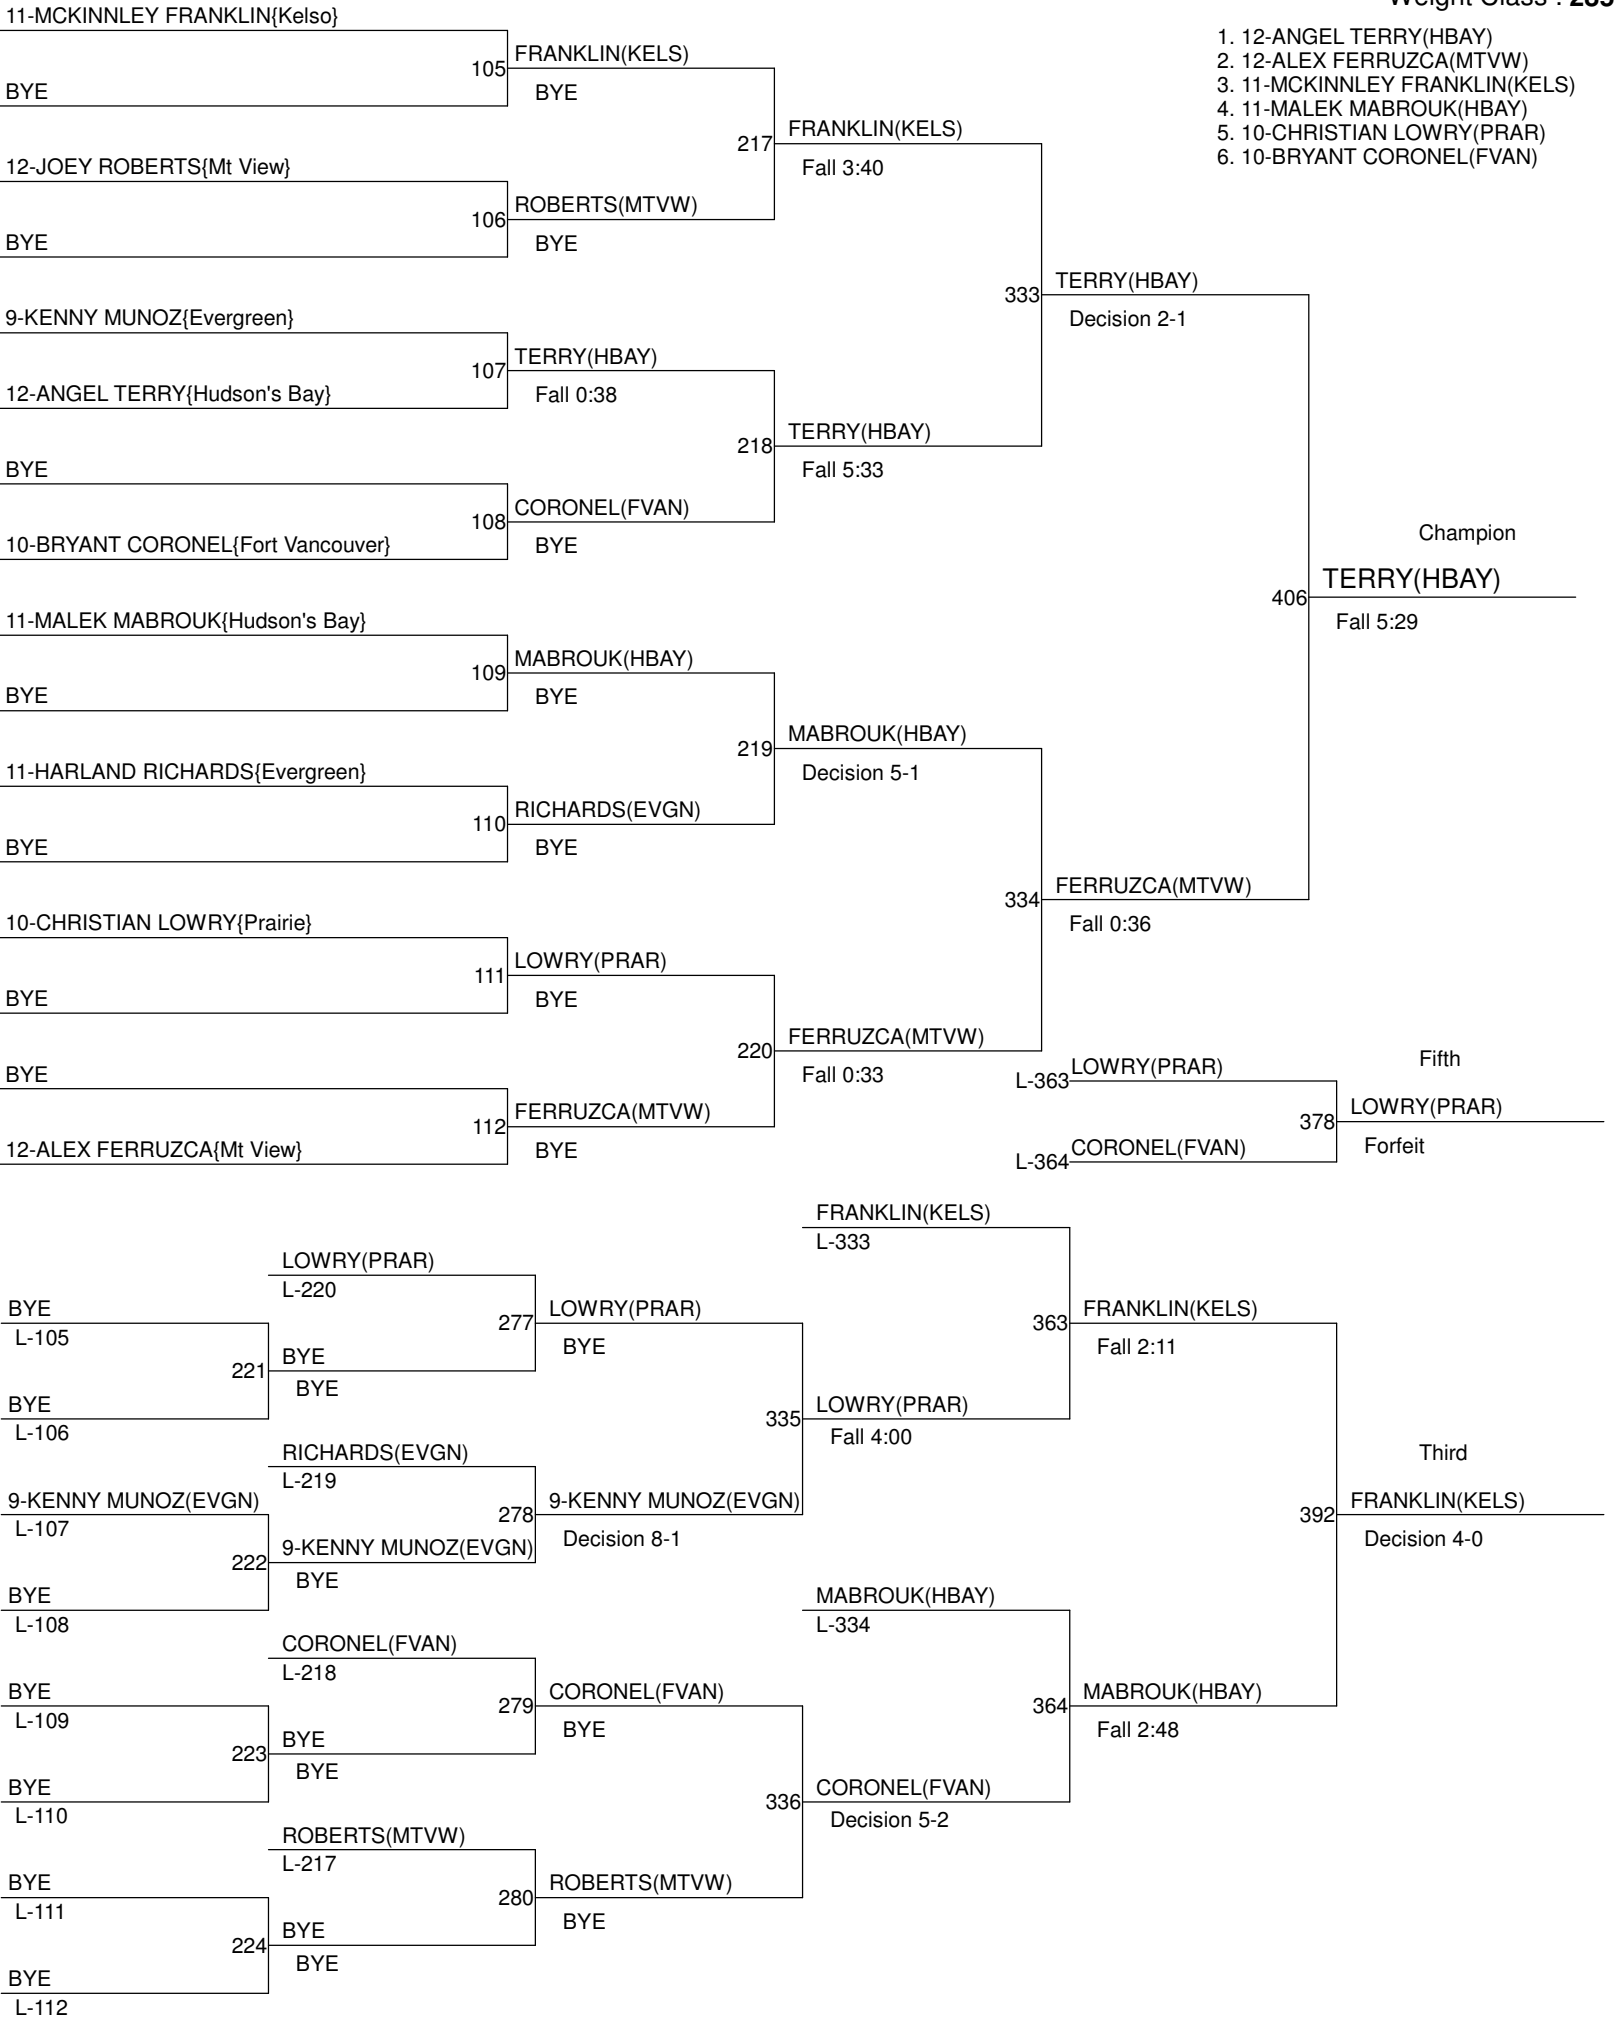 Weight Class : 285
1. 12-ANGEL TERRY(HBAY)
2. 12-ALEX FERRUZCA(MTVW)
3. 11-MCKINNLEY FRANKLIN(KELS)
4. 11-MALEK MABROUK(HBAY)
5. 10-CHRISTIAN LOWRY(PRAR)
6. 10-BRYANT CORONEL(FVAN)
11-MCKINNLEY FRANKLIN{Kelso}
BYE
105
FRANKLIN(KELS)
BYE
12-JOEY ROBERTS{Mt View}
BYE
106
ROBERTS(MTVW)
BYE
217
FRANKLIN(KELS)
Fall 3:40
9-KENNY MUNOZ{Evergreen}
12-ANGEL TERRY{Hudson's Bay}
107
TERRY(HBAY)
Fall 0:38
BYE
10-BRYANT CORONEL{Fort Vancouver}
108
CORONEL(FVAN)
BYE
218
TERRY(HBAY)
Fall 5:33
333
TERRY(HBAY)
Decision 2-1
11-MALEK MABROUK{Hudson's Bay}
BYE
109
MABROUK(HBAY)
BYE
11-HARLAND RICHARDS{Evergreen}
BYE
110
RICHARDS(EVGN)
BYE
219
MABROUK(HBAY)
Decision 5-1
10-CHRISTIAN LOWRY{Prairie}
BYE
111
LOWRY(PRAR)
BYE
BYE
12-ALEX FERRUZCA{Mt View}
112
FERRUZCA(MTVW)
BYE
220
FERRUZCA(MTVW)
Fall 0:33
334
FERRUZCA(MTVW)
Fall 0:36
Champion
406
TERRY(HBAY)
Fall 5:29
Fifth
L-363
LOWRY(PRAR)
L-364
CORONEL(FVAN)
378
LOWRY(PRAR)
Forfeit
BYE
L-105
BYE
L-106
221
LOWRY(PRAR)
L-220
BYE
BYE
277
LOWRY(PRAR)
BYE
9-KENNY MUNOZ(EVGN)
L-107
BYE
L-108
222
RICHARDS(EVGN)
L-219
9-KENNY MUNOZ(EVGN)
BYE
278
9-KENNY MUNOZ(EVGN)
Decision 8-1
335
FRANKLIN(KELS)
L-333
LOWRY(PRAR)
Fall 4:00
363
FRANKLIN(KELS)
Fall 2:11
BYE
L-109
BYE
L-110
223
CORONEL(FVAN)
L-218
BYE
BYE
279
CORONEL(FVAN)
BYE
BYE
L-111
BYE
L-112
224
ROBERTS(MTVW)
L-217
BYE
BYE
280
ROBERTS(MTVW)
BYE
336
MABROUK(HBAY)
L-334
CORONEL(FVAN)
Decision 5-2
364
MABROUK(HBAY)
Fall 2:48
Third
392
FRANKLIN(KELS)
Decision 4-0